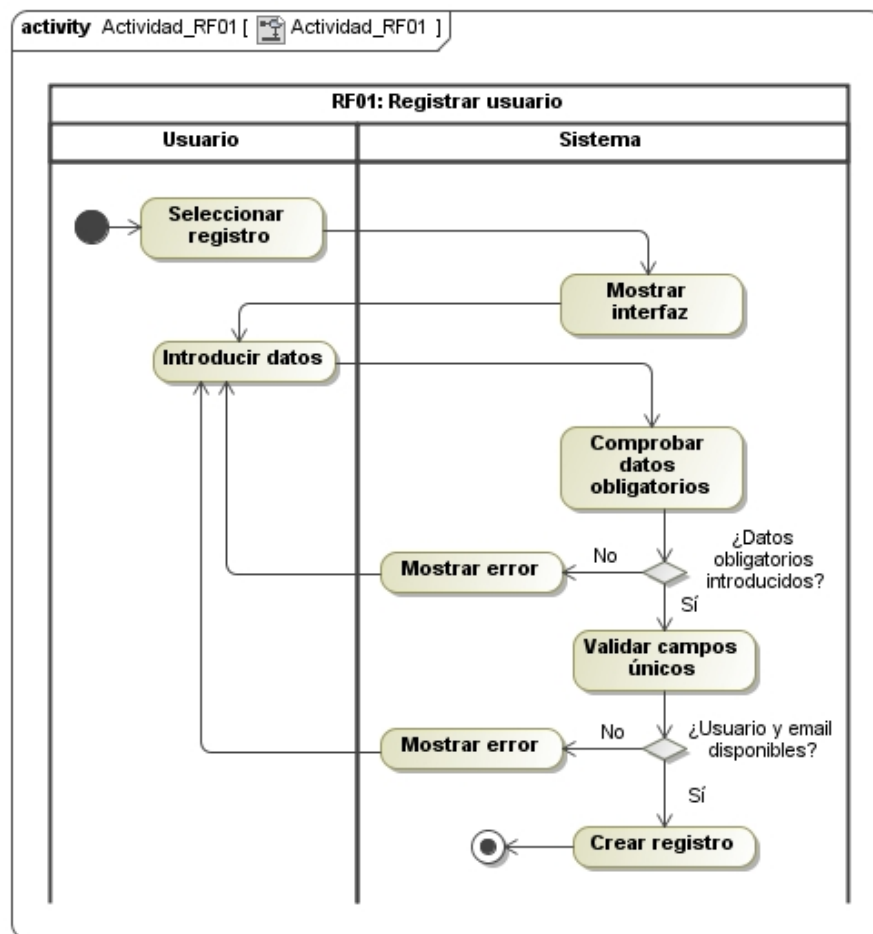 activity Actividad_RF01 [ Actividad_RF01 ]
RF01: Registrar usuario
Usuario
Sistema
Seleccionar
registro
Mostrar
interfaz
Introducir datos
Comprobar
datos
obligatorios
¿Datos
obligatorios
introducidos?
No
Mostrar error
Sí
Validar campos
únicos
¿Usuario y email
disponibles?
No
Mostrar error
Sí
Crear registro